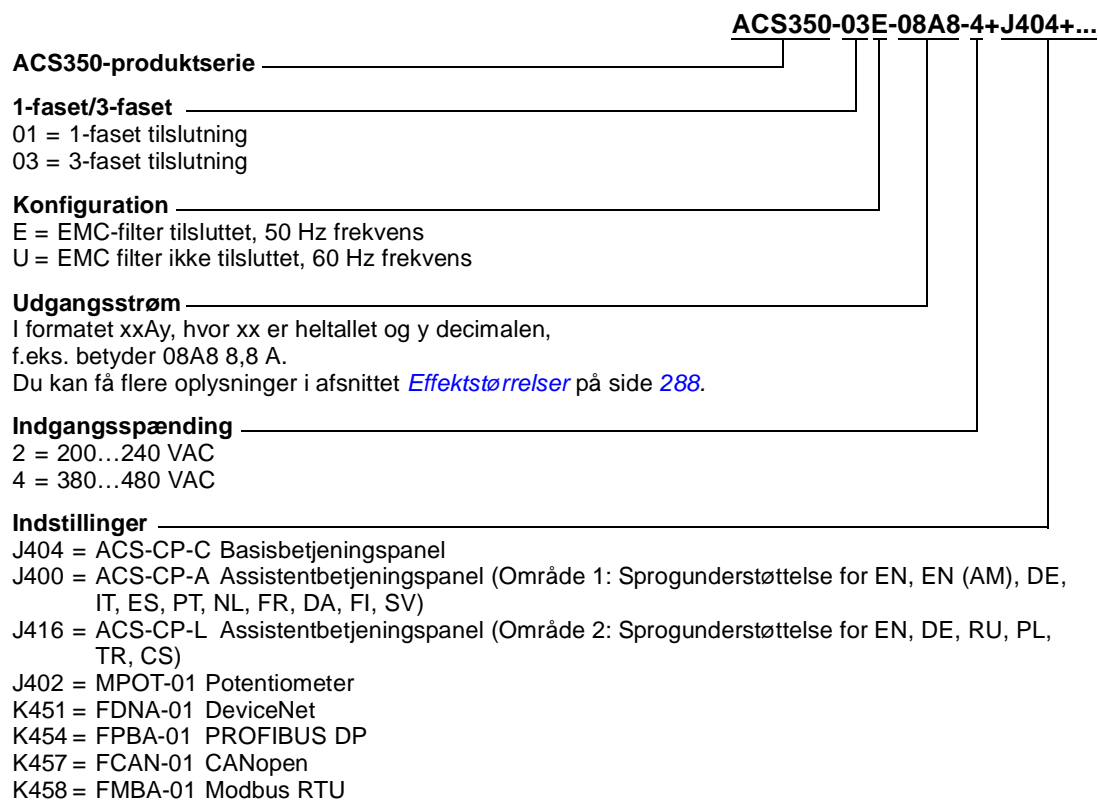 ACS350-03E-08A8-4+J404+...
ACS350-produktserie
1-faset/3-faset
01 = 1-faset tilslutning
03 = 3-faset tilslutning
Konfiguration
E = EMC-filter tilsluttet, 50 Hz frekvens
U = EMC filter ikke tilsluttet, 60 Hz frekvens
Udgangsstrøm
I formatet xxAy, hvor xx er heltallet og y decimalen,
f.eks. betyder 08A8 8,8 A.
Du kan få flere oplysninger i afsnittet Effektstørrelser på side 288.
Indgangsspænding
2 = 200…240 VAC
4 = 380…480 VAC
Indstillinger
J404 = ACS-CP-C Basisbetjeningspanel
J400 = ACS-CP-A Assistentbetjeningspanel (Område 1: Sprogunderstøttelse for EN, EN (AM), DE,
IT, ES, PT, NL, FR, DA, FI, SV)
J416 = ACS-CP-L Assistentbetjeningspanel (Område 2: Sprogunderstøttelse for EN, DE, RU, PL,
TR, CS)
J402 = MPOT-01 Potentiometer
K451 = FDNA-01 DeviceNet
K454 = FPBA-01 PROFIBUS DP
K457 = FCAN-01 CANopen
K458 = FMBA-01 Modbus RTU